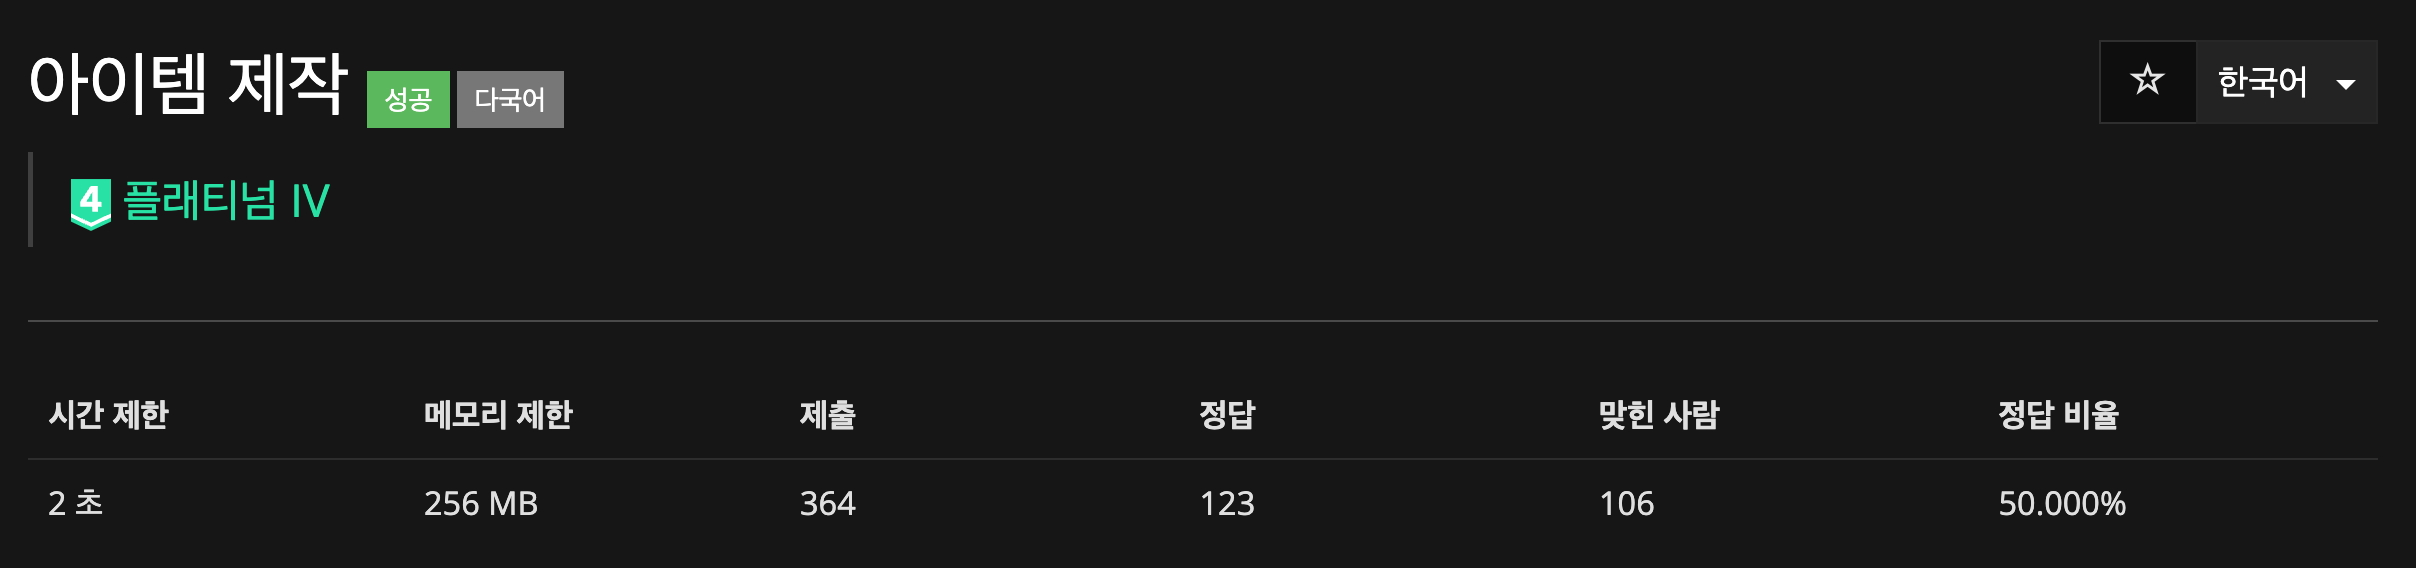 아이템 제작 성공 다국어
☆ 한국어
4 플래티넘 IV
시간 제한 메모리 제한 제출 정답 맞힌 사람 정답 비율
2 초 256 MB 364 123 106 50.000%